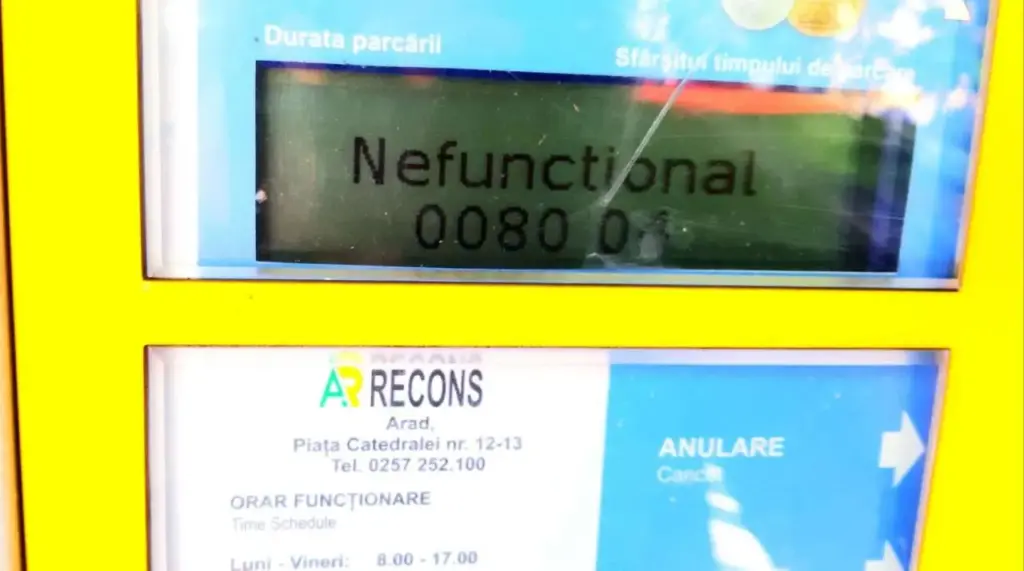 Durata parcării
Sfârșitul timpului de parcare
Nefunctional
0080 04
RECONS
Arad,
Piața Catedralei nr. 12-13
Tel. 0257 252.100
ORAR FUNCȚIONARE
Time Schedule
Luni - Vineri: 8.00 - 17.00
ANULARE
Cancel